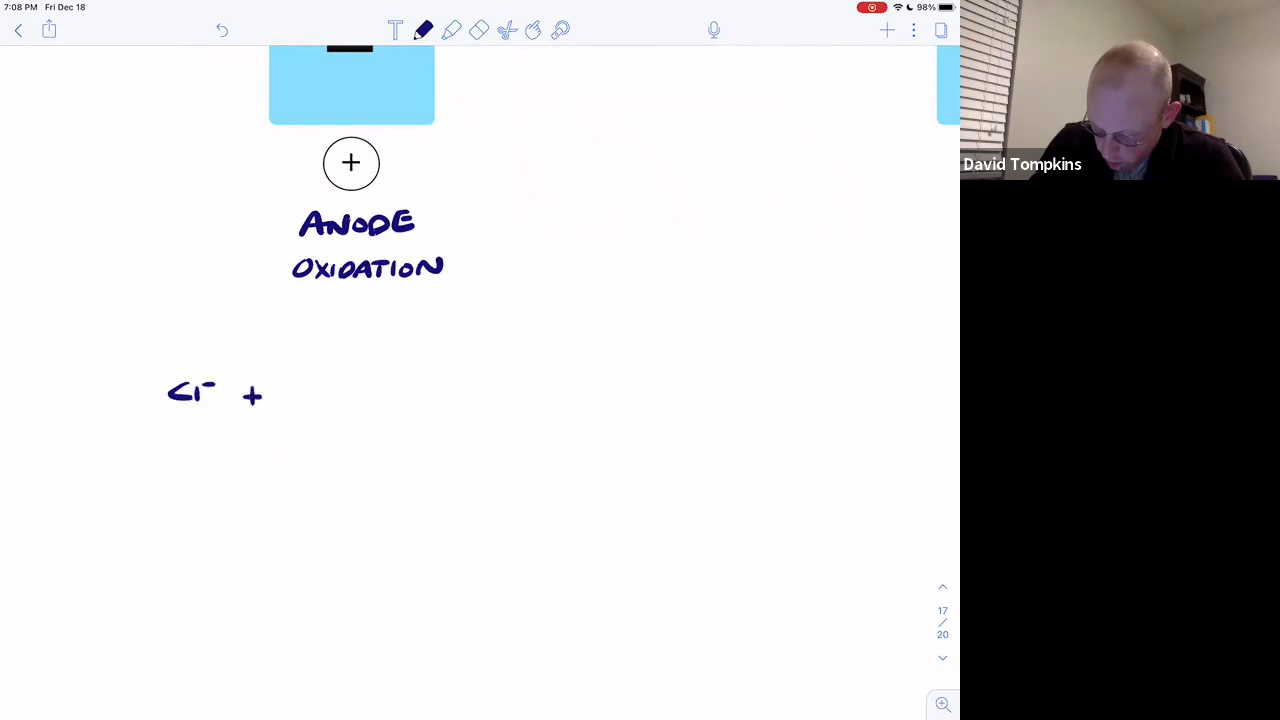 7:08 PM Fri Dec 18
98%
T
+
ANODE
OXIDATION
Cl⁻ +
David Tompkins
17
/
20